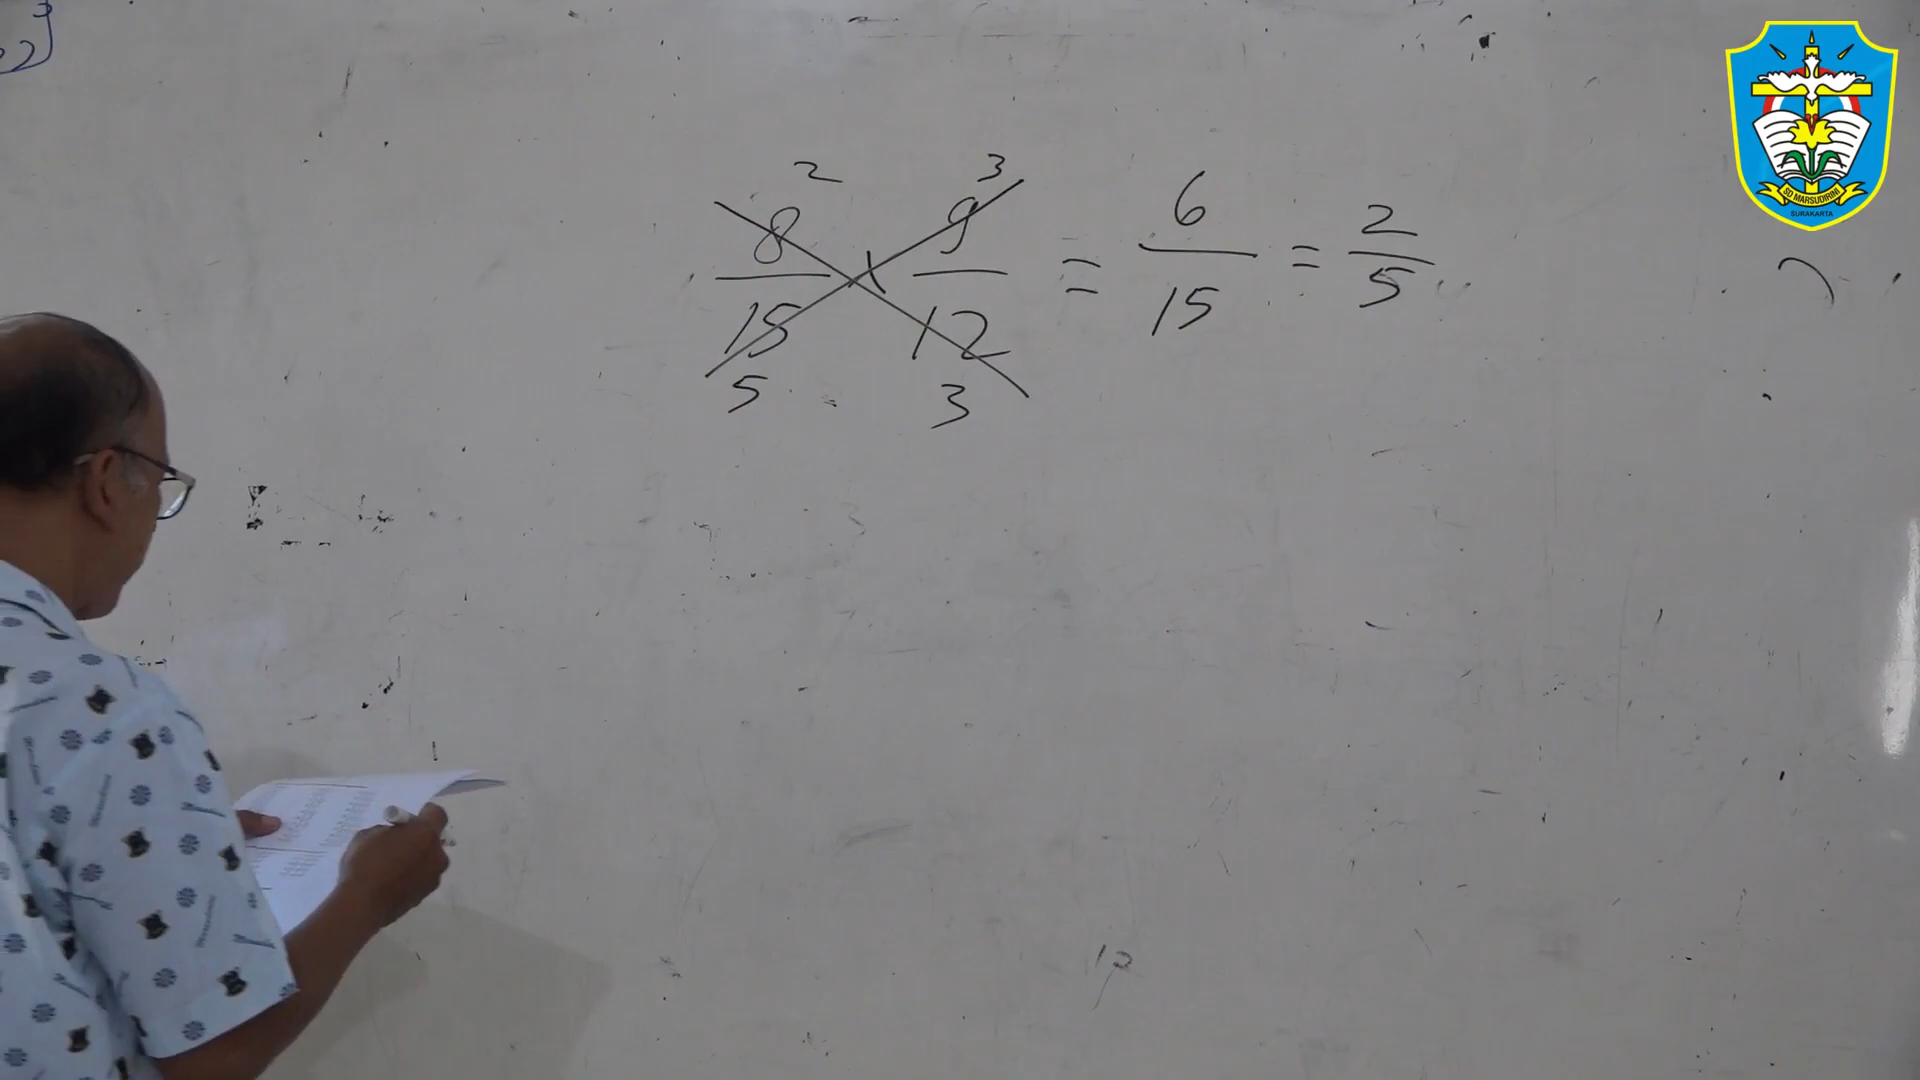 2 3
8/15 × 9/12 = 6/15 = 2/5
5 3
SD MARSUDIRINI
SURAKARTA